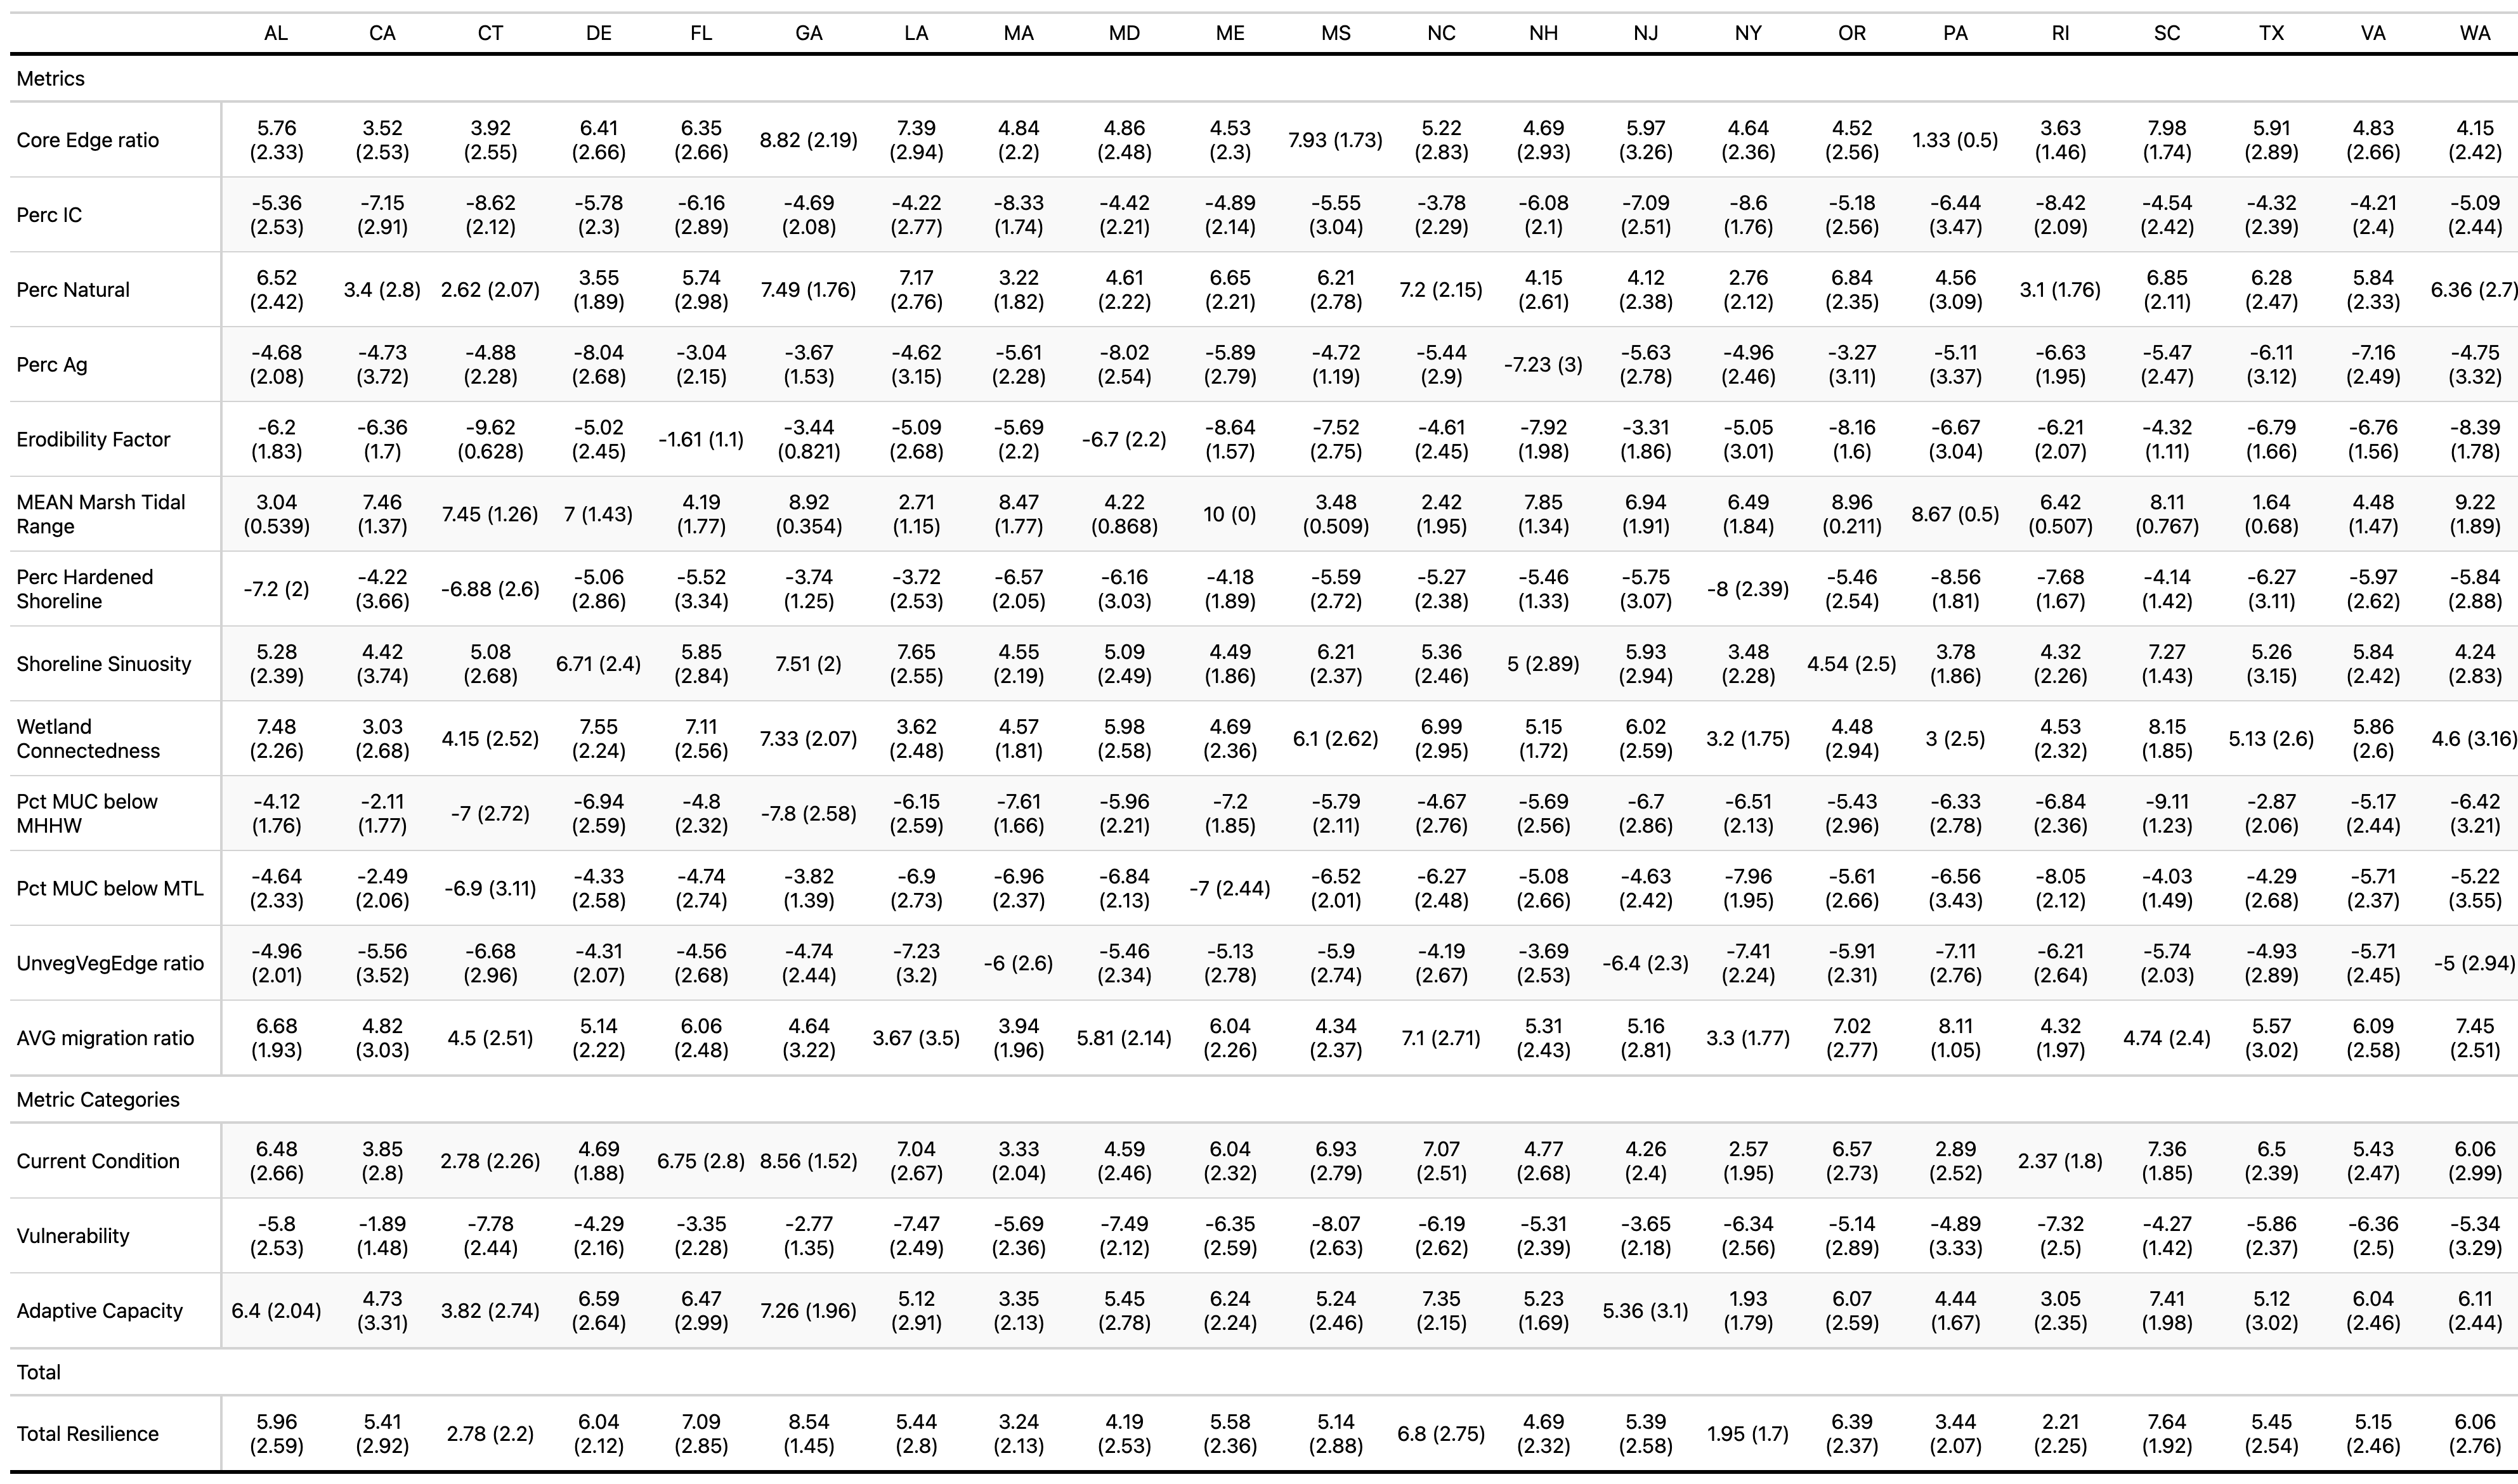 AL CA CT DE FL GA LA MA MD ME MS NC NH NJ NY OR PA RI SC TX VA WA
Metrics
Core Edge ratio 5.76 (2.33) 3.52 (2.53) 3.92 (2.55) 6.41 (2.66) 6.35 (2.66) 8.82 (2.19) 7.39 (2.94) 4.84 (2.2) 4.86 (2.48) 4.53 (2.3) 7.93 (1.73) 5.22 (2.83) 4.69 (2.93) 5.97 (3.26) 4.64 (2.36) 4.52 (2.56) 1.33 (0.5) 3.63 (1.46) 7.98 (1.74) 5.91 (2.89) 4.83 (2.66) 4.15 (2.42)
Perc IC -5.36 (2.53) -7.15 (2.91) -8.62 (2.12) -5.78 (2.3) -6.16 (2.89) -4.69 (2.08) -4.22 (2.77) -8.33 (1.74) -4.42 (2.21) -4.89 (2.14) -5.55 (3.04) -3.78 (2.29) -6.08 (2.1) -7.09 (2.51) -8.6 (1.76) -5.18 (2.56) -6.44 (3.47) -8.42 (2.09) -4.54 (2.42) -4.32 (2.39) -4.21 (2.4) -5.09 (2.44)
Perc Natural 6.52 (2.42) 3.4 (2.8) 2.62 (2.07) 3.55 (1.89) 5.74 (2.98) 7.49 (1.76) 7.17 (2.76) 3.22 (1.82) 4.61 (2.22) 6.65 (2.21) 6.21 (2.78) 7.2 (2.15) 4.15 (2.61) 4.12 (2.38) 2.76 (2.12) 6.84 (2.35) 4.56 (3.09) 3.1 (1.76) 6.85 (2.11) 6.28 (2.47) 5.84 (2.33) 6.36 (2.7)
Perc Ag -4.68 (2.08) -4.73 (3.72) -4.88 (2.28) -8.04 (2.68) -3.04 (2.15) -3.67 (1.53) -4.62 (3.15) -5.61 (2.28) -8.02 (2.54) -5.89 (2.79) -4.72 (1.19) -5.44 (2.9) -7.23 (3) -5.63 (2.78) -4.96 (2.46) -3.27 (3.11) -5.11 (3.37) -6.63 (1.95) -5.47 (2.47) -6.11 (3.12) -7.16 (2.49) -4.75 (3.32)
Erodibility Factor -6.2 (1.83) -6.36 (1.7) -9.62 (0.628) -5.02 (2.45) -1.61 (1.1) -3.44 (0.821) -5.09 (2.68) -5.69 (2.2) -6.7 (2.2) -8.64 (1.57) -7.52 (2.75) -4.61 (2.45) -7.92 (1.98) -3.31 (1.86) -5.05 (3.01) -8.16 (1.6) -6.67 (3.04) -6.21 (2.07) -4.32 (1.11) -6.79 (1.66) -6.76 (1.56) -8.39 (1.78)
MEAN Marsh Tidal Range 3.04 (0.539) 7.46 (1.37) 7.45 (1.26) 7 (1.43) 4.19 (1.77) 8.92 (0.354) 2.71 (1.15) 8.47 (1.77) 4.22 (0.868) 10 (0) 3.48 (0.509) 2.42 (1.95) 7.85 (1.34) 6.94 (1.91) 6.49 (1.84) 8.96 (0.211) 8.67 (0.5) 6.42 (0.507) 8.11 (0.767) 1.64 (0.68) 4.48 (1.47) 9.22 (1.89)
Perc Hardened Shoreline -7.2 (2) -4.22 (3.66) -6.88 (2.6) -5.06 (2.86) -5.52 (3.34) -3.74 (1.25) -3.72 (2.53) -6.57 (2.05) -6.16 (3.03) -4.18 (1.89) -5.59 (2.72) -5.27 (2.38) -5.46 (1.33) -5.75 (3.07) -8 (2.39) -5.46 (2.54) -8.56 (1.81) -7.68 (1.67) -4.14 (1.42) -6.27 (3.11) -5.97 (2.62) -5.84 (2.88)
Shoreline Sinuosity 5.28 (2.39) 4.42 (3.74) 5.08 (2.68) 6.71 (2.4) 5.85 (2.84) 7.51 (2) 7.65 (2.55) 4.55 (2.19) 5.09 (2.49) 4.49 (1.86) 6.21 (2.37) 5.36 (2.46) 5 (2.89) 5.93 (2.94) 3.48 (2.28) 4.54 (2.5) 3.78 (1.86) 4.32 (2.26) 7.27 (1.43) 5.26 (3.15) 5.84 (2.42) 4.24 (2.83)
Wetland Connectedness 7.48 (2.26) 3.03 (2.68) 4.15 (2.52) 7.55 (2.24) 7.11 (2.56) 7.33 (2.07) 3.62 (2.48) 4.57 (1.81) 5.98 (2.58) 4.69 (2.36) 6.1 (2.62) 6.99 (2.95) 5.15 (1.72) 6.02 (2.59) 3.2 (1.75) 4.48 (2.94) 3 (2.5) 4.53 (2.32) 8.15 (1.85) 5.13 (2.6) 5.86 (2.6) 4.6 (3.16)
Pct MUC below MHHW -4.12 (1.76) -2.11 (1.77) -7 (2.72) -6.94 (2.59) -4.8 (2.32) -7.8 (2.58) -6.15 (2.59) -7.61 (1.66) -5.96 (2.21) -7.2 (1.85) -5.79 (2.11) -4.67 (2.76) -5.69 (2.56) -6.7 (2.86) -6.51 (2.13) -5.43 (2.96) -6.33 (2.78) -6.84 (2.36) -9.11 (1.23) -2.87 (2.06) -5.17 (2.44) -6.42 (3.21)
Pct MUC below MTL -4.64 (2.33) -2.49 (2.06) -6.9 (3.11) -4.33 (2.58) -4.74 (2.74) -3.82 (1.39) -6.9 (2.73) -6.96 (2.37) -6.84 (2.13) -7 (2.44) -6.52 (2.01) -6.27 (2.48) -5.08 (2.66) -4.63 (2.42) -7.96 (1.95) -5.61 (2.66) -6.56 (3.43) -8.05 (2.12) -4.03 (1.49) -4.29 (2.68) -5.71 (2.37) -5.22 (3.55)
UnvegVegEdge ratio -4.96 (2.01) -5.56 (3.52) -6.68 (2.96) -4.31 (2.07) -4.56 (2.68) -4.74 (2.44) -7.23 (3.2) -6 (2.6) -5.46 (2.34) -5.13 (2.78) -5.9 (2.74) -4.19 (2.67) -3.69 (2.53) -6.4 (2.3) -7.41 (2.24) -5.91 (2.31) -7.11 (2.76) -6.21 (2.64) -5.74 (2.03) -4.93 (2.89) -5.71 (2.45) -5 (2.94)
AVG migration ratio 6.68 (1.93) 4.82 (3.03) 4.5 (2.51) 5.14 (2.22) 6.06 (2.48) 4.64 (3.22) 3.67 (3.5) 3.94 (1.96) 5.81 (2.14) 6.04 (2.26) 4.34 (2.37) 7.1 (2.71) 5.31 (2.43) 5.16 (2.81) 3.3 (1.77) 7.02 (2.77) 8.11 (1.05) 4.32 (1.97) 4.74 (2.4) 5.57 (3.02) 6.09 (2.58) 7.45 (2.51)
Metric Categories
Current Condition 6.48 (2.66) 3.85 (2.8) 2.78 (2.26) 4.69 (1.88) 6.75 (2.8) 8.56 (1.52) 7.04 (2.67) 3.33 (2.04) 4.59 (2.46) 6.04 (2.32) 6.93 (2.79) 7.07 (2.51) 4.77 (2.68) 4.26 (2.4) 2.57 (1.95) 6.57 (2.73) 2.89 (2.52) 2.37 (1.8) 7.36 (1.85) 6.5 (2.39) 5.43 (2.47) 6.06 (2.99)
Vulnerability -5.8 (2.53) -1.89 (1.48) -7.78 (2.44) -4.29 (2.16) -3.35 (2.28) -2.77 (1.35) -7.47 (2.49) -5.69 (2.36) -7.49 (2.12) -6.35 (2.59) -8.07 (2.63) -6.19 (2.62) -5.31 (2.39) -3.65 (2.18) -6.34 (2.56) -5.14 (2.89) -4.89 (3.33) -7.32 (2.5) -4.27 (1.42) -5.86 (2.37) -6.36 (2.5) -5.34 (3.29)
Adaptive Capacity 6.4 (2.04) 4.73 (3.31) 3.82 (2.74) 6.59 (2.64) 6.47 (2.99) 7.26 (1.96) 5.12 (2.91) 3.35 (2.13) 5.45 (2.78) 6.24 (2.24) 5.24 (2.46) 7.35 (2.15) 5.23 (1.69) 5.36 (3.1) 1.93 (1.79) 6.07 (2.59) 4.44 (1.67) 3.05 (2.35) 7.41 (1.98) 5.12 (3.02) 6.04 (2.46) 6.11 (2.44)
Total
Total Resilience 5.96 (2.59) 5.41 (2.92) 2.78 (2.2) 6.04 (2.12) 7.09 (2.85) 8.54 (1.45) 5.44 (2.8) 3.24 (2.13) 4.19 (2.53) 5.58 (2.36) 5.14 (2.88) 6.8 (2.75) 4.69 (2.32) 5.39 (2.58) 1.95 (1.7) 6.39 (2.37) 3.44 (2.07) 2.21 (2.25) 7.64 (1.92) 5.45 (2.54) 5.15 (2.46) 6.06 (2.76)